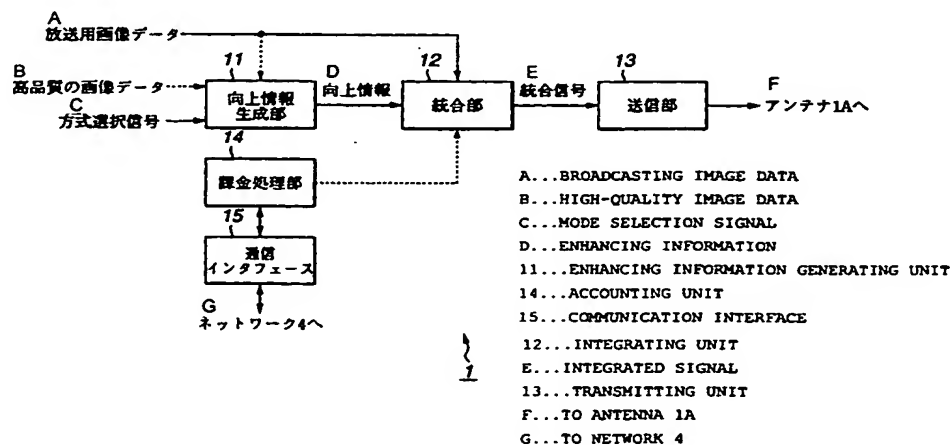 A
放送用画像データ
B
高品質の画像データ
C
方式選択信号
11
向上情報
生成部
D
向上情報
12
統合部
E
統合信号
13
送信部
F
アンテナ1Aへ
14
課金処理部
15
通信
インタフェース
G
ネットワーク4へ
1
A...BROADCASTING IMAGE DATA
B...HIGH-QUALITY IMAGE DATA
C...MODE SELECTION SIGNAL
D...ENHANCING INFORMATION
11...ENHANCING INFORMATION GENERATING UNIT
14...ACCOUNTING UNIT
15...COMMUNICATION INTERFACE
12...INTEGRATING UNIT
E...INTEGRATED SIGNAL
13...TRANSMITTING UNIT
F...TO ANTENNA 1A
G...TO NETWORK 4